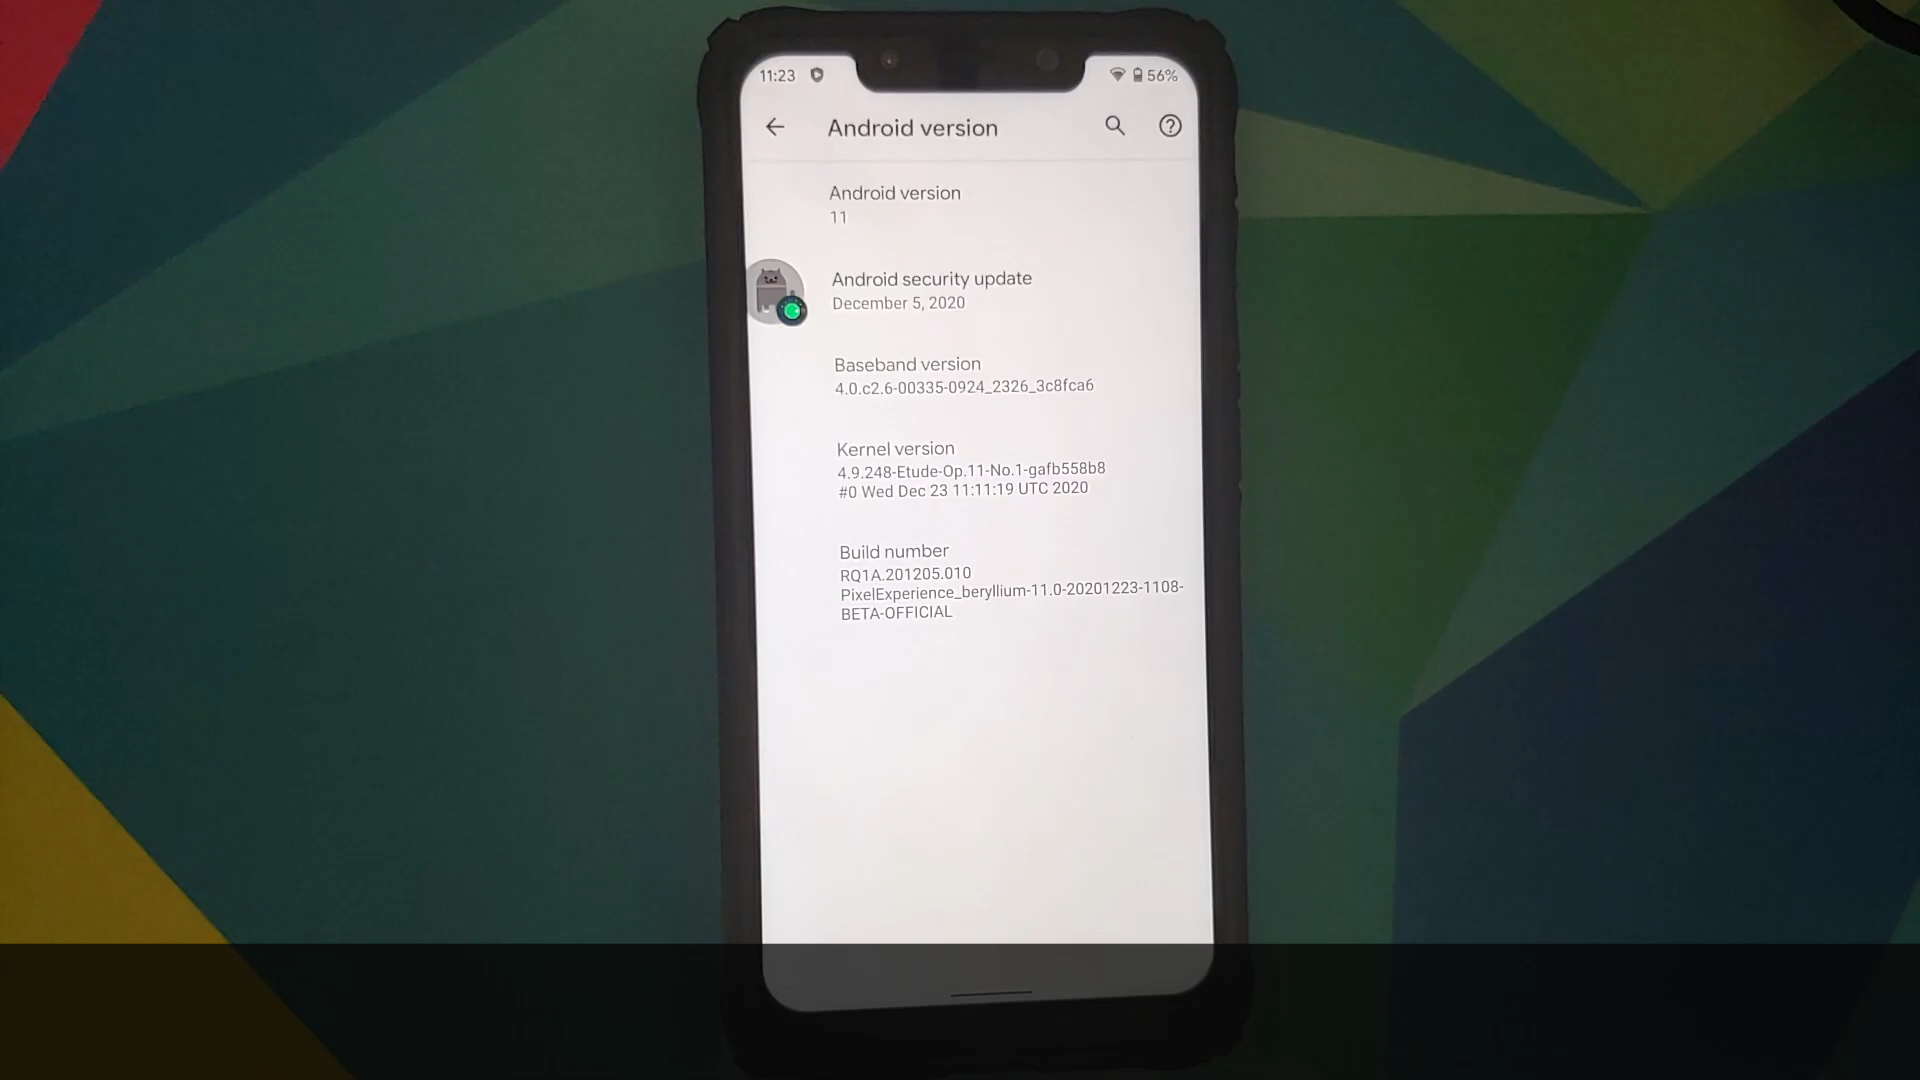 11:23
56%
Android version
Android version
11
Android security update
December 5, 2020
Baseband version
4.0.c2.6-00335-0924_2326_3c8fca6
Kernel version
4.9.248-Etude-Op.11-No.1-gafb558b8
#0 Wed Dec 23 11:11:19 UTC 2020
Build number
RQ1A.201205.010
PixelExperience_beryllium-11.0-20201223-1108-
BETA-OFFICIAL